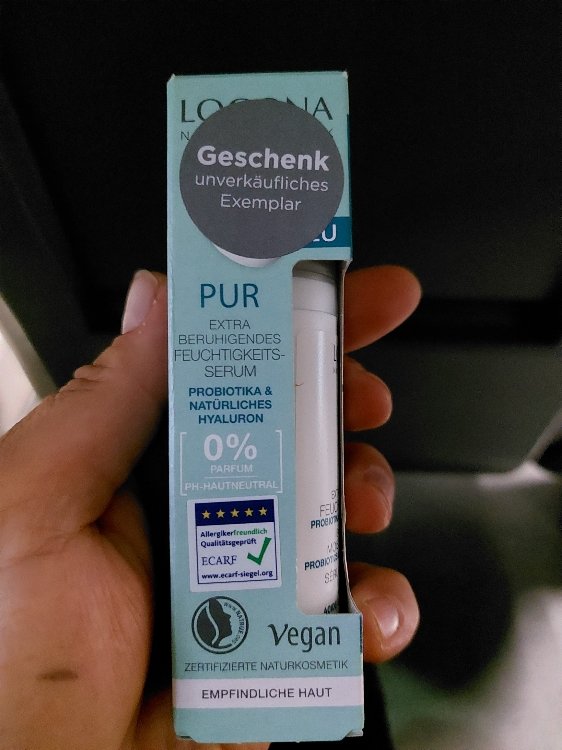 Geschenk
unverkäufliches
Exemplar
PUR
EXTRA
BERUHIGENDES
FEUCHTIGKEITS-
SERUM
PROBIOTIKA &
NATÜRLICHES
HYALURON
0%
PARFUM
PH-HAUTNEUTRAL
Allergikerfreundlich
Qualitätsgeprüft
ECARF
www.ecarf-siegel.org
Vegan
ZERTIFIZIERTE NATURKOSMETIK
EMPFINDLICHE HAUT